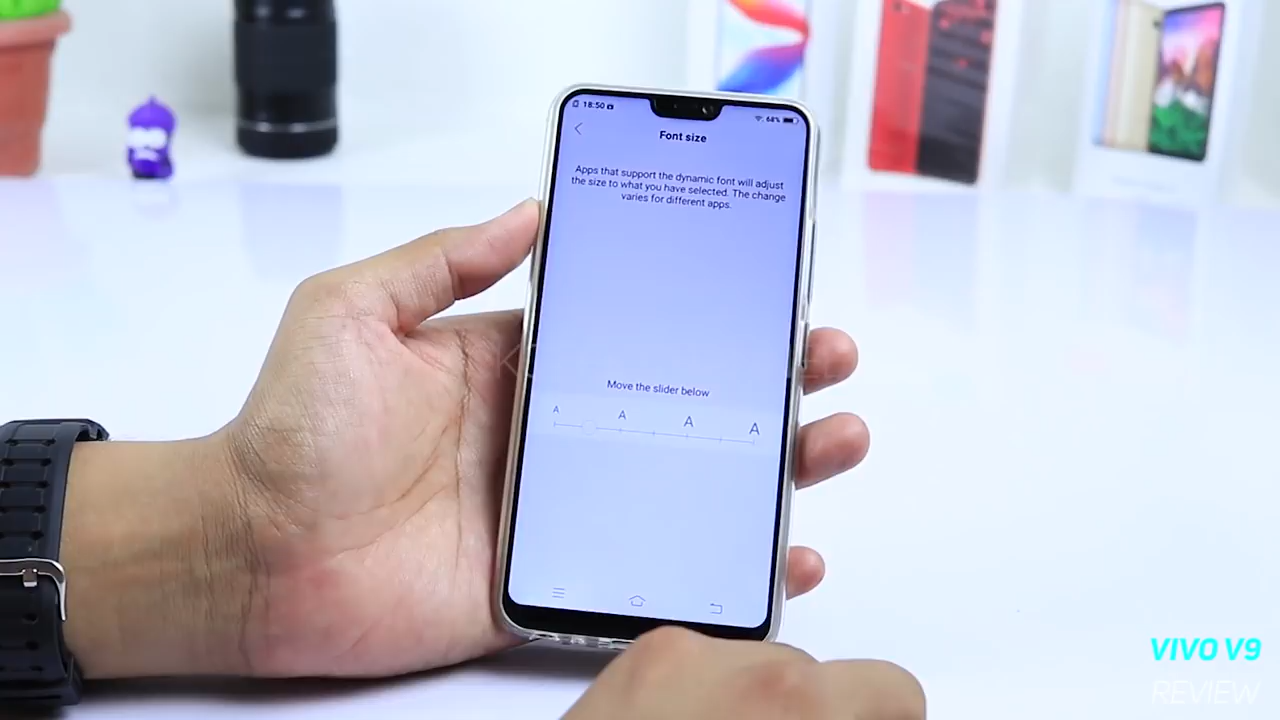 18:50
68%
Font size
Apps that support the dynamic font will adjust
the size to what you have selected. The change
varies for different apps.
Move the slider below
A A A A
VIVO V9
REVIEW